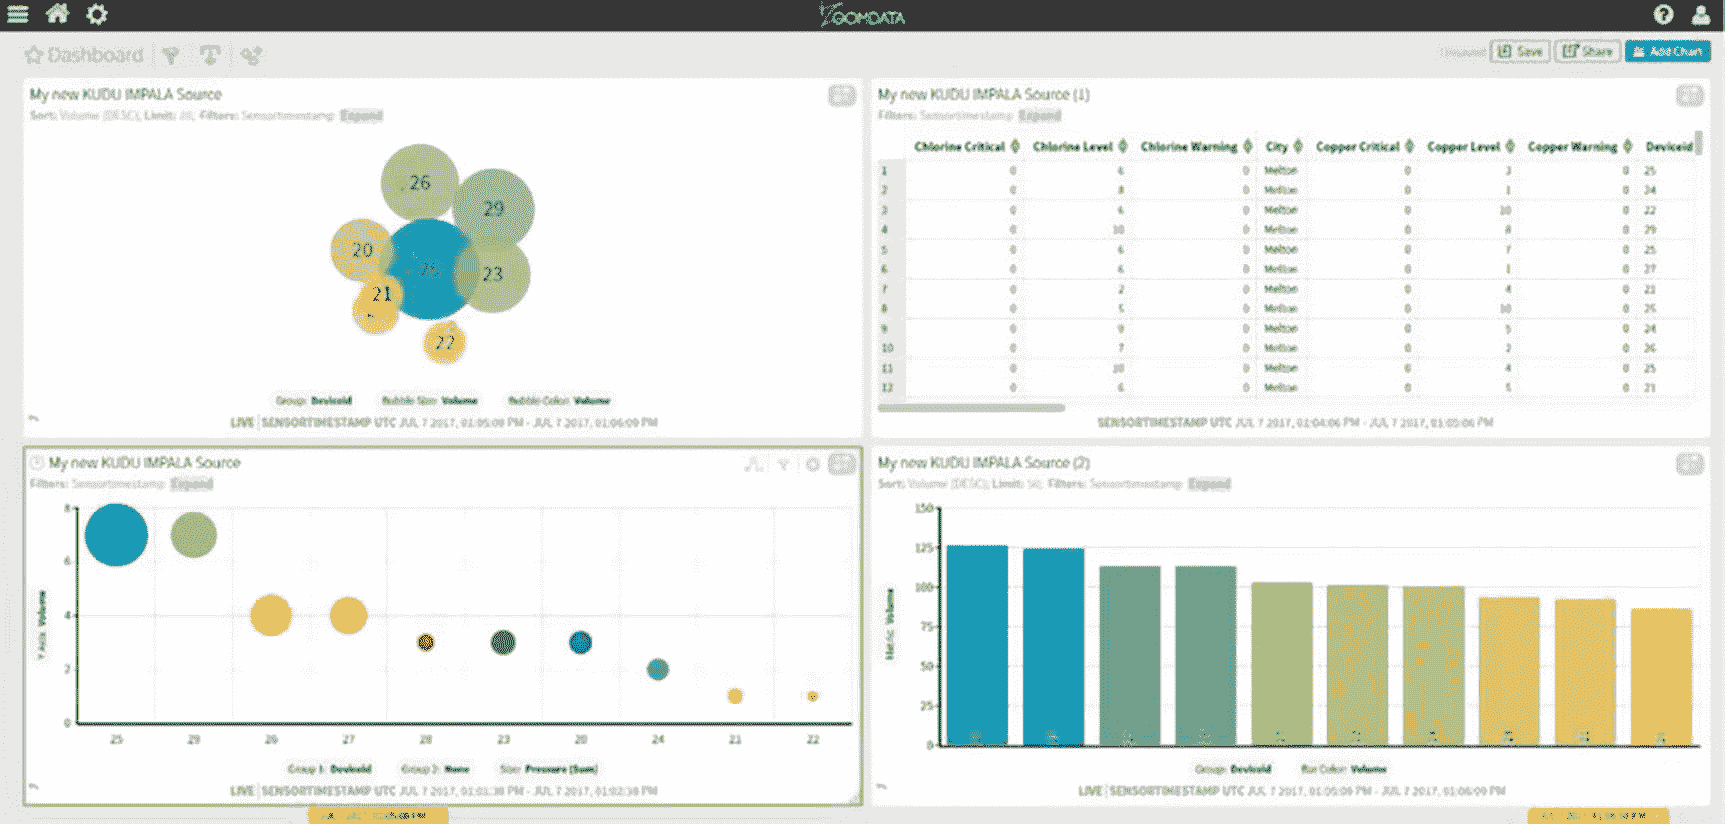 ZOOMDATA
Dashboard
Unsaved Save Share Add Chart
My new KUDU IMPALA Source
Sort: Volume (DESC), Limit: Filters: Sensortimestamp Expand
26
29
20
23
21
22
Group: Deviceid Bubble Size: Volume Bubble Color: Volume
LIVE | SENSORTIMESTAMP UTC JUL 7 2017, 01:05:09 PM - JUL 7 2017, 01:06:09 PM
My new KUDU IMPALA Source (1)
Filters: Sensortimestamp Expand
Chlorine Critical Chlorine Level Chlorine Warning City Copper Critical Copper Level Copper Warning Deviceid
1 0 6 0 Melton 0 3 0 25
2 0 8 0 Melton 0 1 0 24
3 0 6 0 Melton 0 10 0 22
4 0 10 0 Melton 0 8 0 29
5 0 6 0 Melton 0 7 0 25
6 0 6 0 Melton 0 1 0 27
7 0 2 0 Melton 0 4 0 21
8 0 5 0 Melton 0 10 0
9 0 0 Melton 0 5 0 24
10 0 7 0 Melton 0 2 0 26
11 0 10 0 Melton 0 4 0 25
12 0 6 0 Melton 0 5 0 21
SENSORTIMESTAMP UTC JUL 7 2017, 01:04:06 PM - JUL 7 2017, 01:05:06 PM
My new KUDU IMPALA Source
Filters: Sensortimestamp Expand
Y Axis: Volume
8
6
4
2
0
25 29 26 27 28 23 20 24 21 22
Group 1: Deviceid Group 2: None Size: Pressure (Sum)
LIVE | SENSORTIMESTAMP UTC JUL 7 2017, 01:01:38 PM - JUL 7 2017, 01:02:38 PM
My new KUDU IMPALA Source (2)
Sort: Volume (DESC), Limit: 50, Filters: Sensortimestamp Expand
Metric: Volume
150
125
100
75
50
25
0
Group: Deviceid Bar Color: Volume
LIVE | SENSORTIMESTAMP UTC JUL 7 2017, 01:05:09 PM - JUL 7 2017, 01:06:09 PM